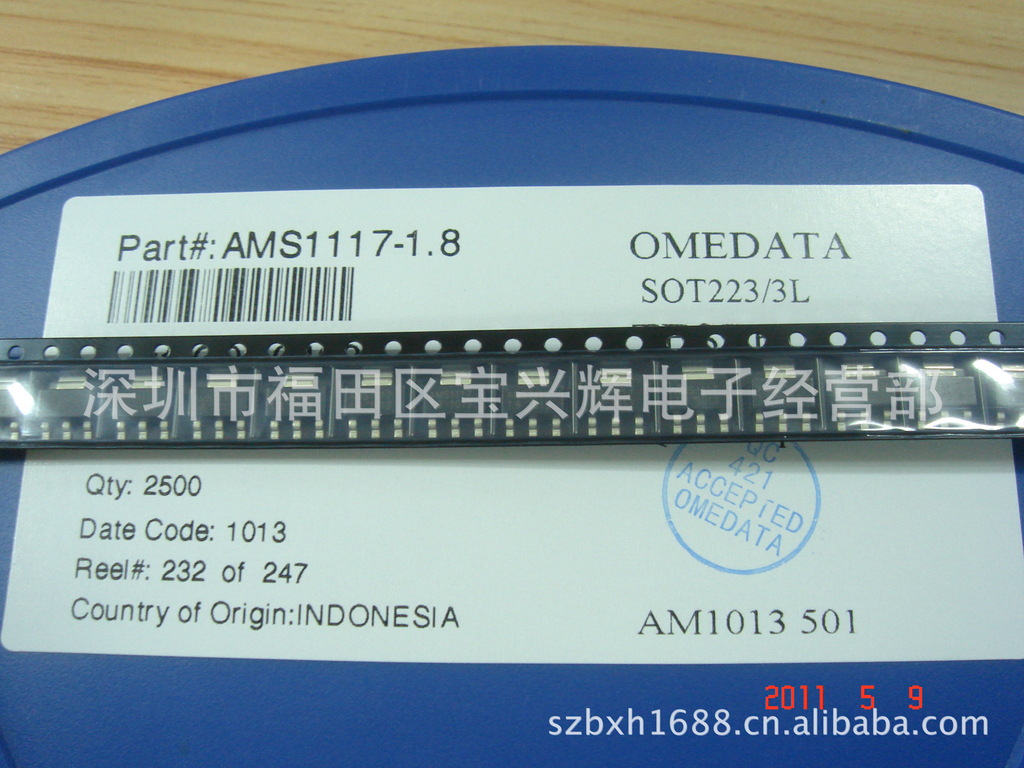 Part#: AMS1117-1.8
OMEDATA
SOT223/3L
深圳市福田区宝兴辉电子经营部
Qty: 2500
Date Code: 1013
Reel#: 232 of 247
Country of Origin:INDONESIA
QC
421
ACCEPTED
OMEDATA
AM1013 501
2011 5 9
szbxh1688.cn.alibaba.com